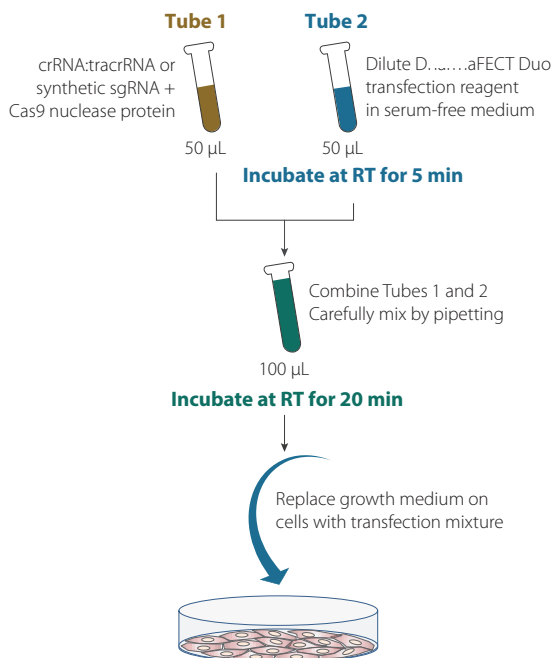 Tube 1
Tube 2
crRNA:tracrRNA or
synthetic sgRNA +
Cas9 nuclease protein
Dilute Duo
transfection reagent
in serum-free medium
50 µL
50 µL
Incubate at RT for 5 min
Combine Tubes 1 and 2
Carefully mix by pipetting
100 µL
Incubate at RT for 20 min
Replace growth medium on
cells with transfection mixture